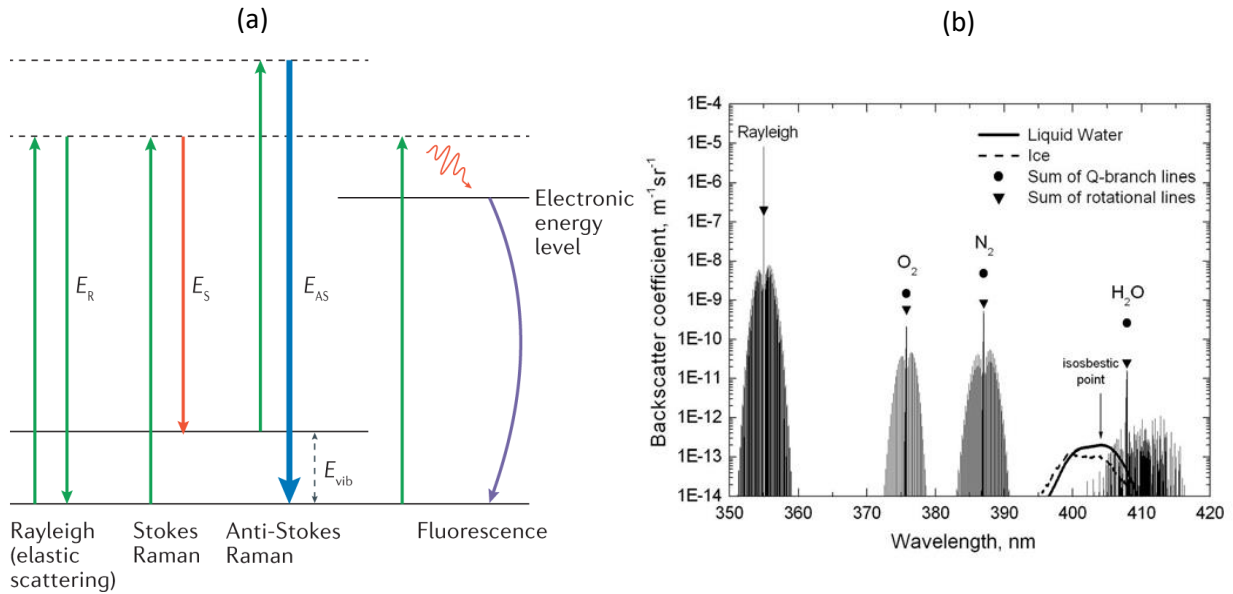 (a)
E_R
E_S
E_AS
Electronic
energy
level
E_vib
Rayleigh
(elastic
scattering)
Stokes
Raman
Anti-Stokes
Raman
Fluorescence
(b)
Backscatter coefficient, m⁻¹ sr⁻¹
1E-4
1E-5
1E-6
1E-7
1E-8
1E-9
1E-10
1E-11
1E-12
1E-13
1E-14
Rayleigh
Liquid Water
Ice
Sum of Q-branch lines
Sum of rotational lines
O₂
N₂
H₂O
isosbestic
point
350 360 370 380 390 400 410 420
Wavelength, nm